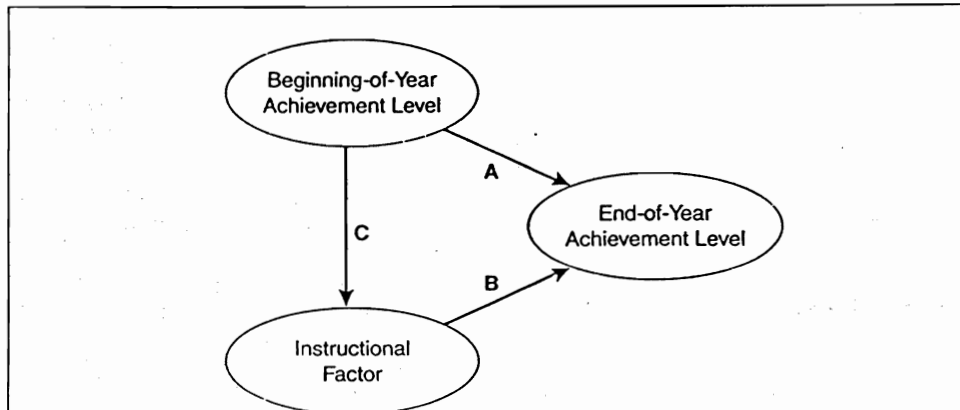 Beginning-of-Year
Achievement Level
A
End-of-Year
Achievement Level
C
B
Instructional
Factor